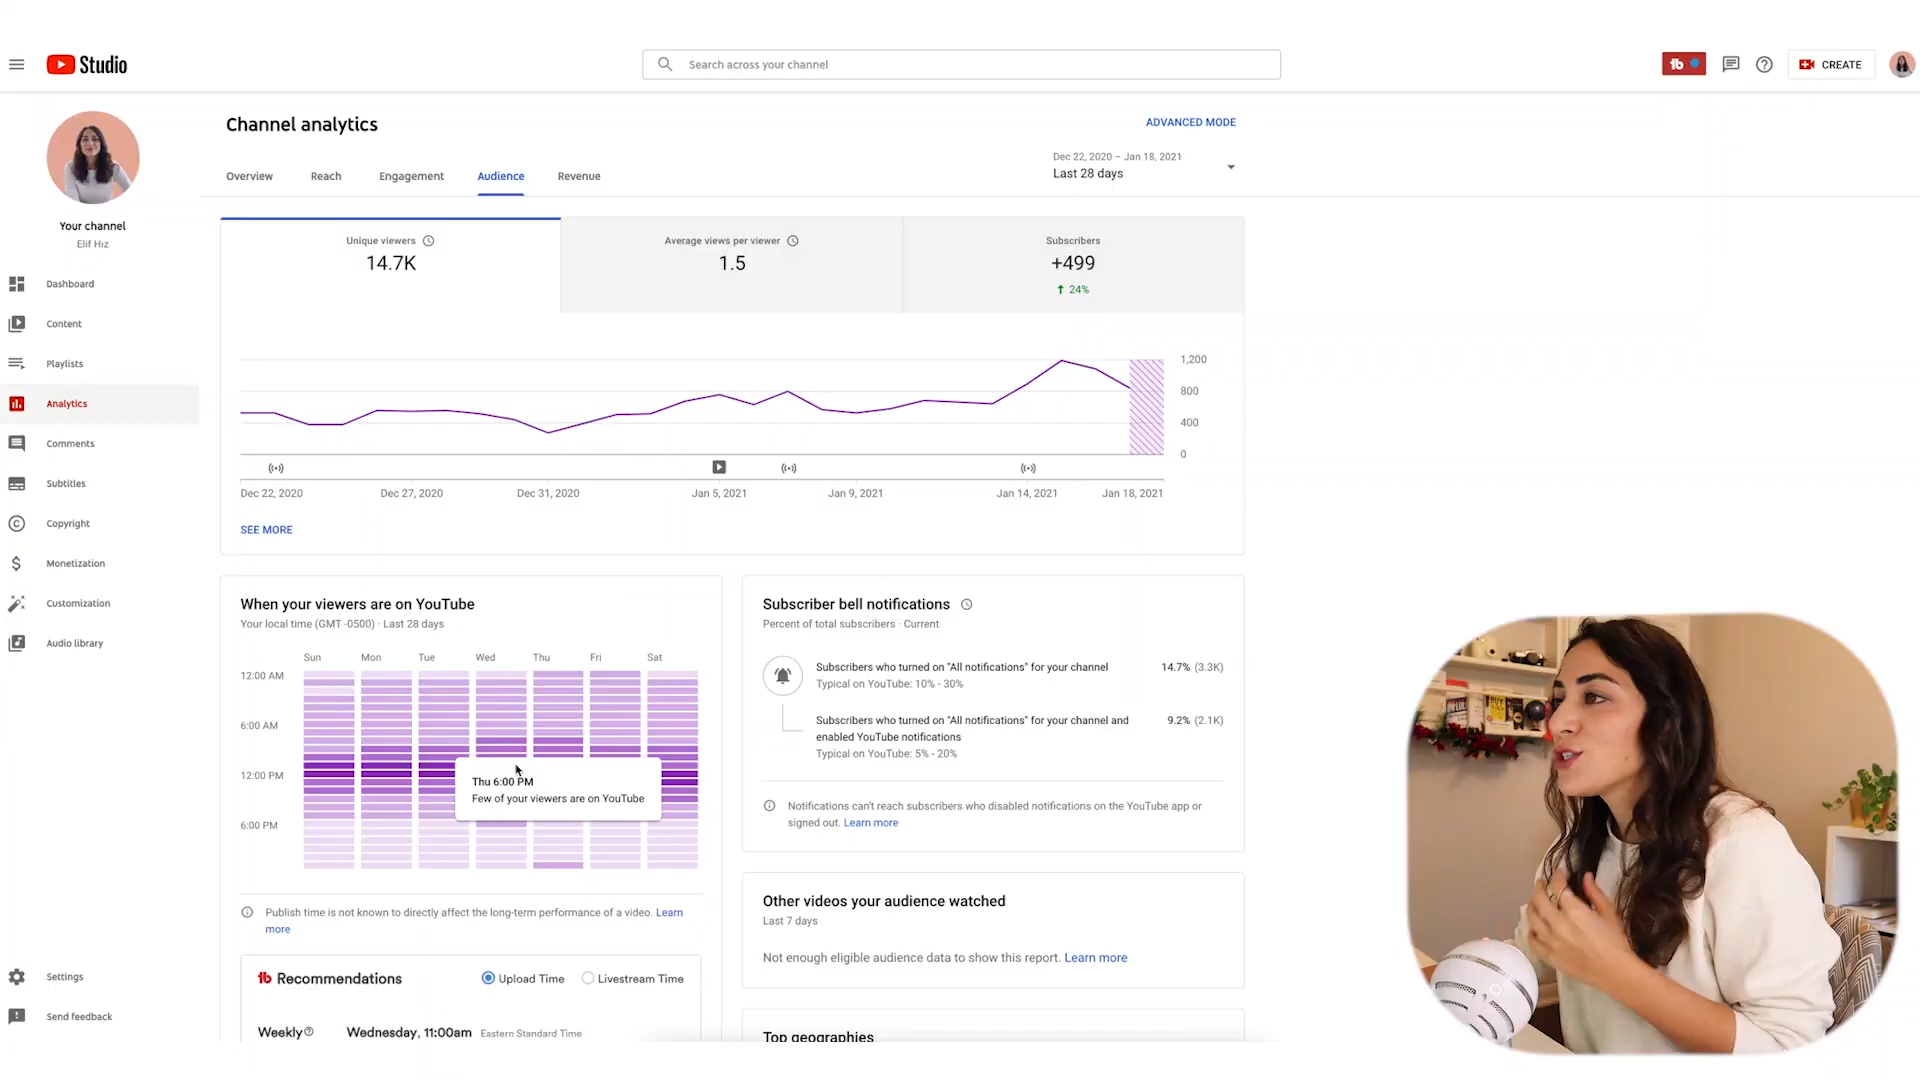 Studio
Search across your channel
CREATE
Channel analytics
ADVANCED MODE
Dec 22, 2020 – Jan 18, 2021
Last 28 days
Overview
Reach
Engagement
Audience
Revenue
Your channel
Elif Hız
Dashboard
Content
Playlists
Analytics
Comments
Subtitles
Copyright
Monetization
Customization
Audio library
Settings
Send feedback
Unique viewers
14.7K
Average views per viewer
1.5
Subscribers
+499
24%
1,200
800
400
0
Dec 22, 2020
Dec 27, 2020
Dec 31, 2020
Jan 5, 2021
Jan 9, 2021
Jan 14, 2021
Jan 18, 2021
SEE MORE
When your viewers are on YouTube
Your local time (GMT -0500) · Last 28 days
Sun Mon Tue Wed Thu Fri Sat
12:00 AM
6:00 AM
12:00 PM
6:00 PM
Thu 6:00 PM
Few of your viewers are on YouTube
Publish time is not known to directly affect the long-term performance of a video. Learn
more
tb Recommendations
Upload Time
Livestream Time
Weekly
Wednesday, 11:00am Eastern Standard Time
Subscriber bell notifications
Percent of total subscribers · Current
Subscribers who turned on "All notifications" for your channel
14.7% (3.3K)
Typical on YouTube: 10% - 30%
Subscribers who turned on "All notifications" for your channel and
9.2% (2.1K)
enabled YouTube notifications
Typical on YouTube: 5% - 20%
Notifications can't reach subscribers who disabled notifications on the YouTube app or
signed out. Learn more
Other videos your audience watched
Last 7 days
Not enough eligible audience data to show this report. Learn more
Top geographies